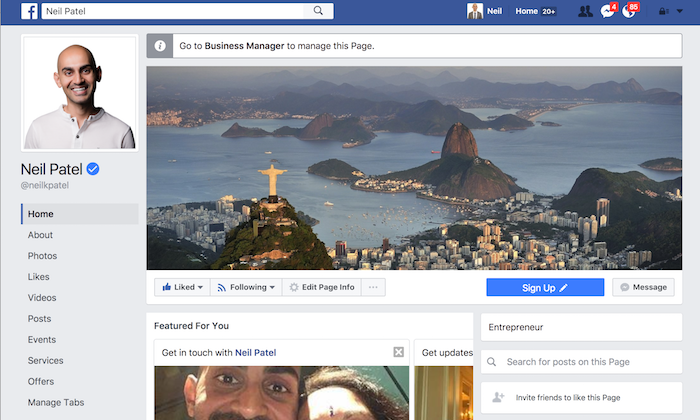 f
Neil Patel
Neil
Home 20+
4
85
Go to Business Manager to manage this Page.
Neil Patel
@neilkpatel
Home
About
Photos
Likes
Videos
Posts
Events
Services
Offers
Manage Tabs
Liked
Following
Edit Page Info
Sign Up
Message
Featured For You
Get in touch with Neil Patel
Get updates
Entrepreneur
Search for posts on this Page
Invite friends to like this Page